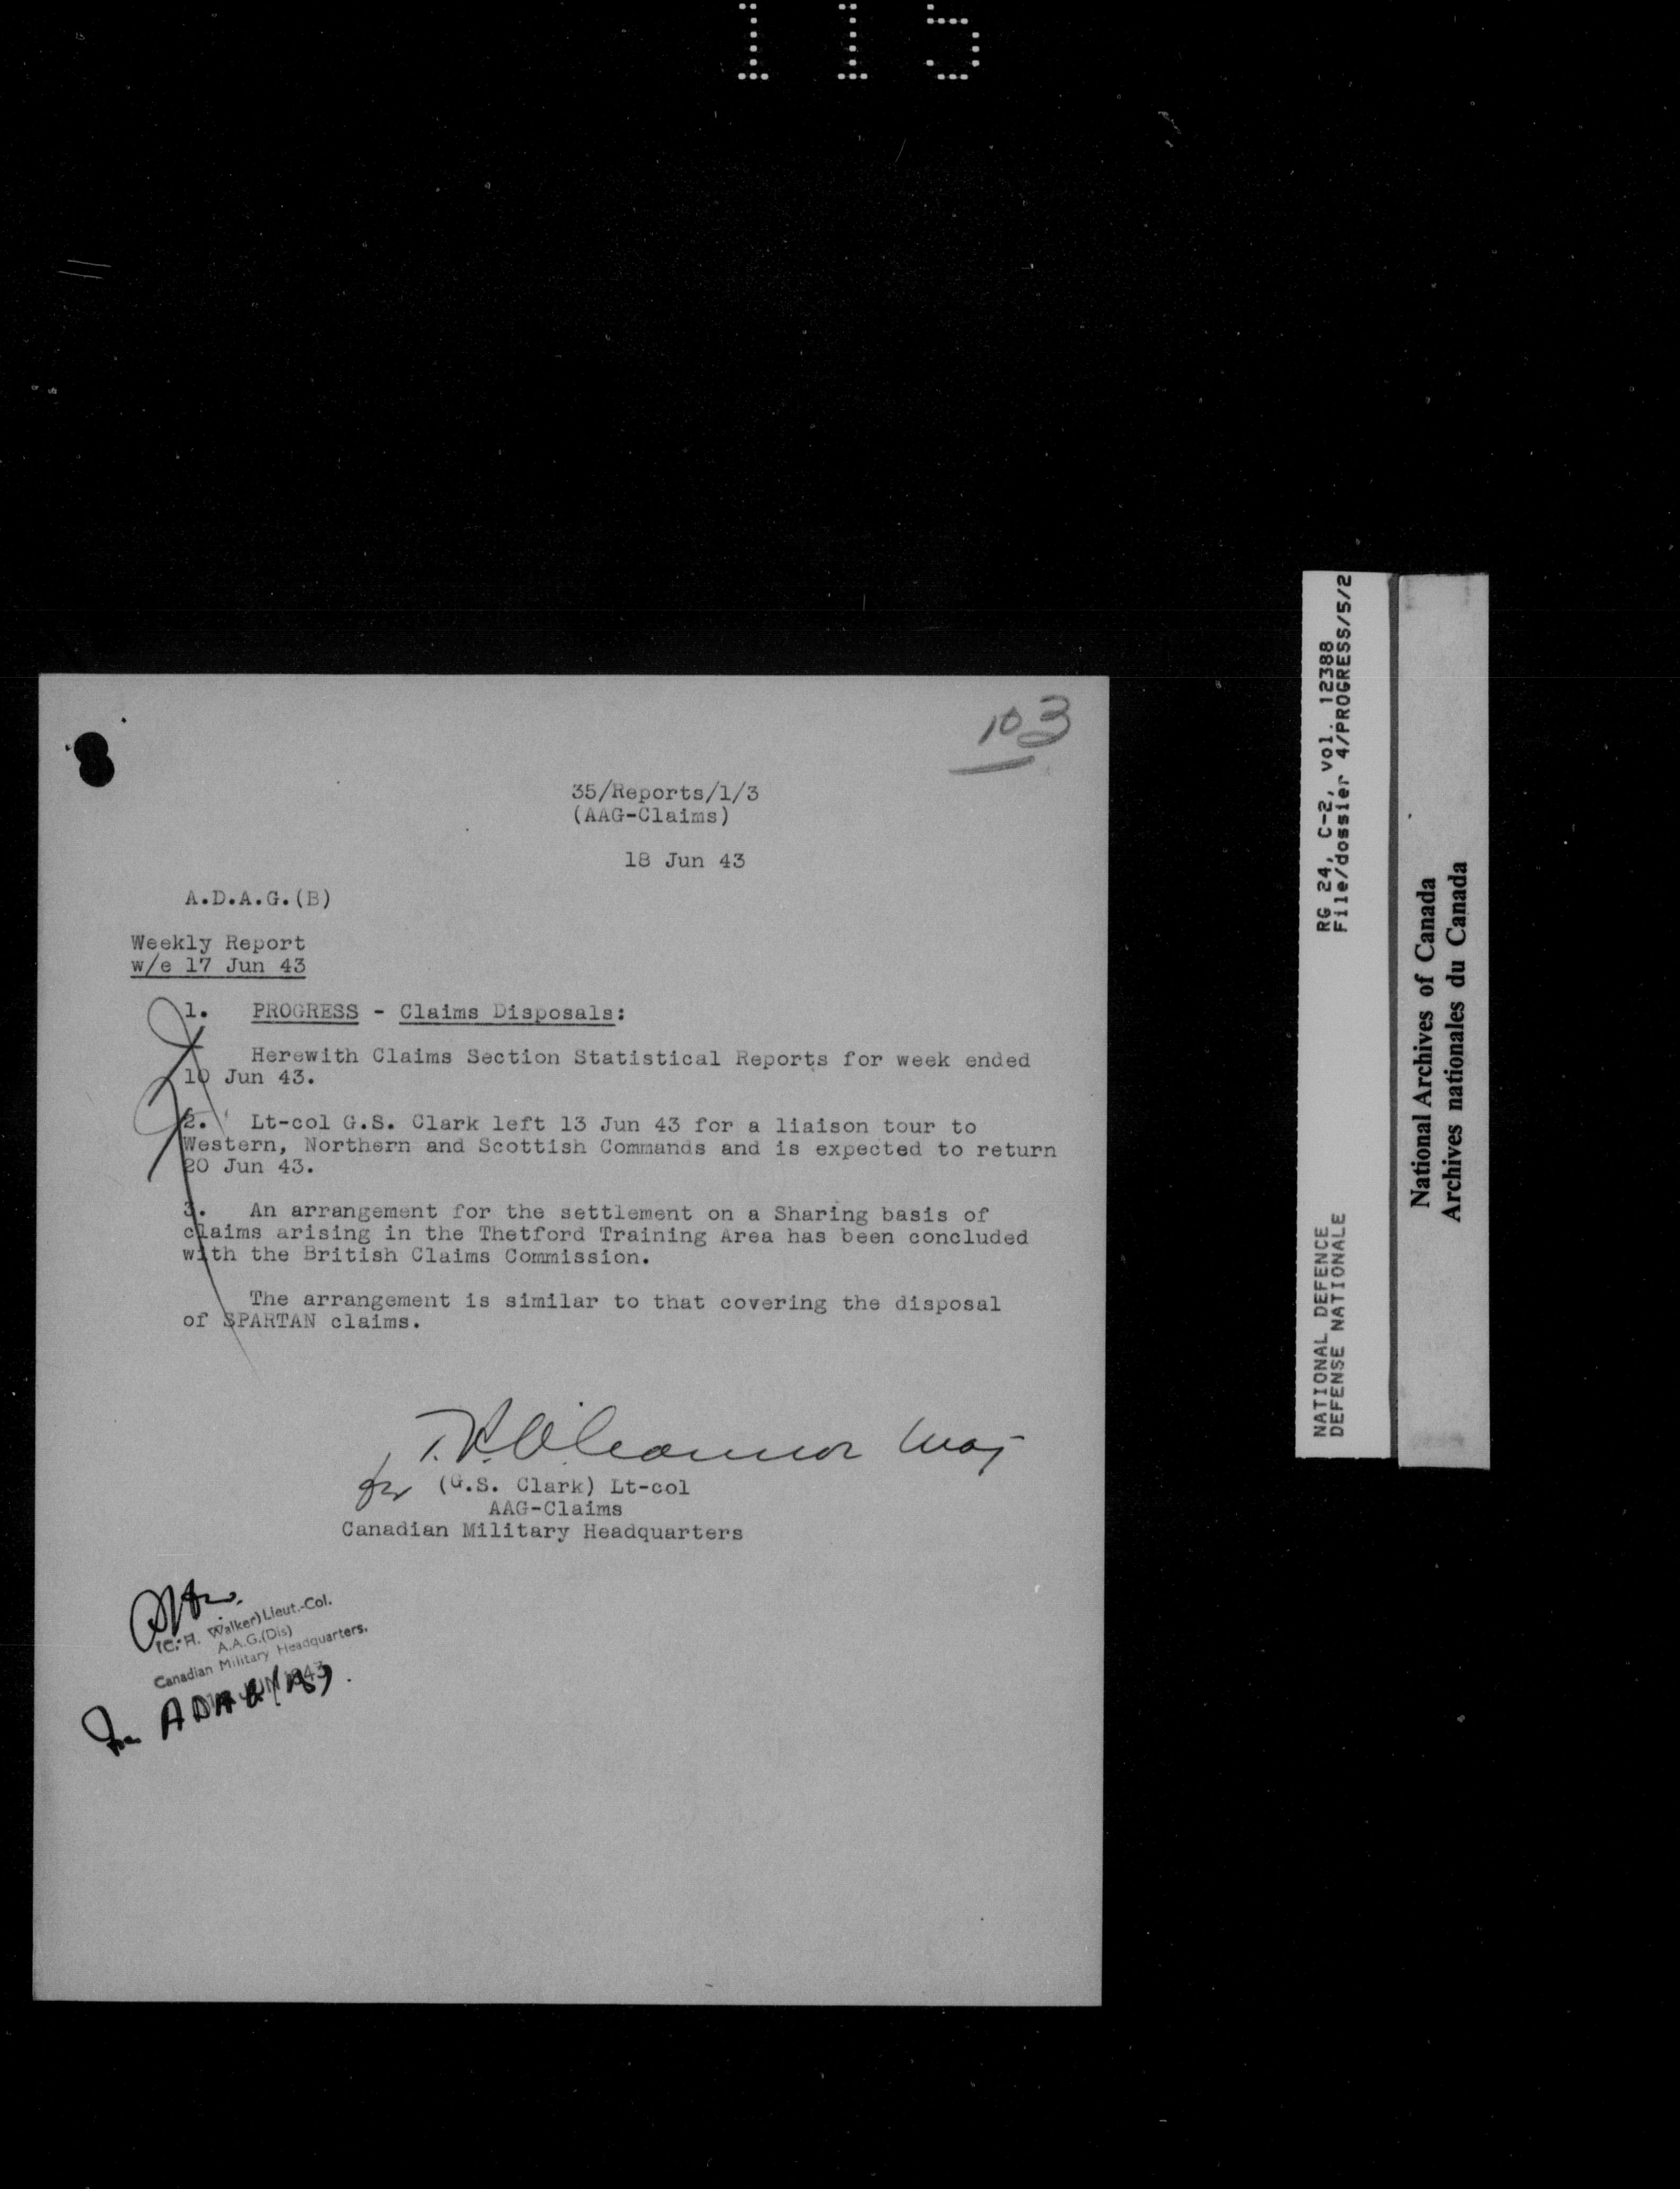 115
103
35/Reports/1/3
(AAG-Claims)
18 Jun 43
A.D.A.G.(B)
Weekly Report
w/e 17 Jun 43
1. PROGRESS - Claims Disposals:
Herewith Claims Section Statistical Reports for week ended
10 Jun 43.
2. Lt-col G.S. Clark left 13 Jun 43 for a liaison tour to
Western, Northern and Scottish Commands and is expected to return
20 Jun 43.
3. An arrangement for the settlement on a Sharing basis of
claims arising in the Thetford Training Area has been concluded
with the British Claims Commission.
The arrangement is similar to that covering the disposal
of SPARTAN claims.
Maj
for (G.S. Clark) Lt-col
AAG-Claims
Canadian Military Headquarters
(C.H. Walker) Lieut.-Col.
A.A.G.(Dis)
Canadian Military Headquarters.
JUN 1943
for ADAG(B).
RG 24, C-2, vol. 12388
File/dossier 4/PROGRESS/5/2
NATIONAL DEFENCE
DEFENSE NATIONALE
National Archives of Canada
Archives nationales du Canada